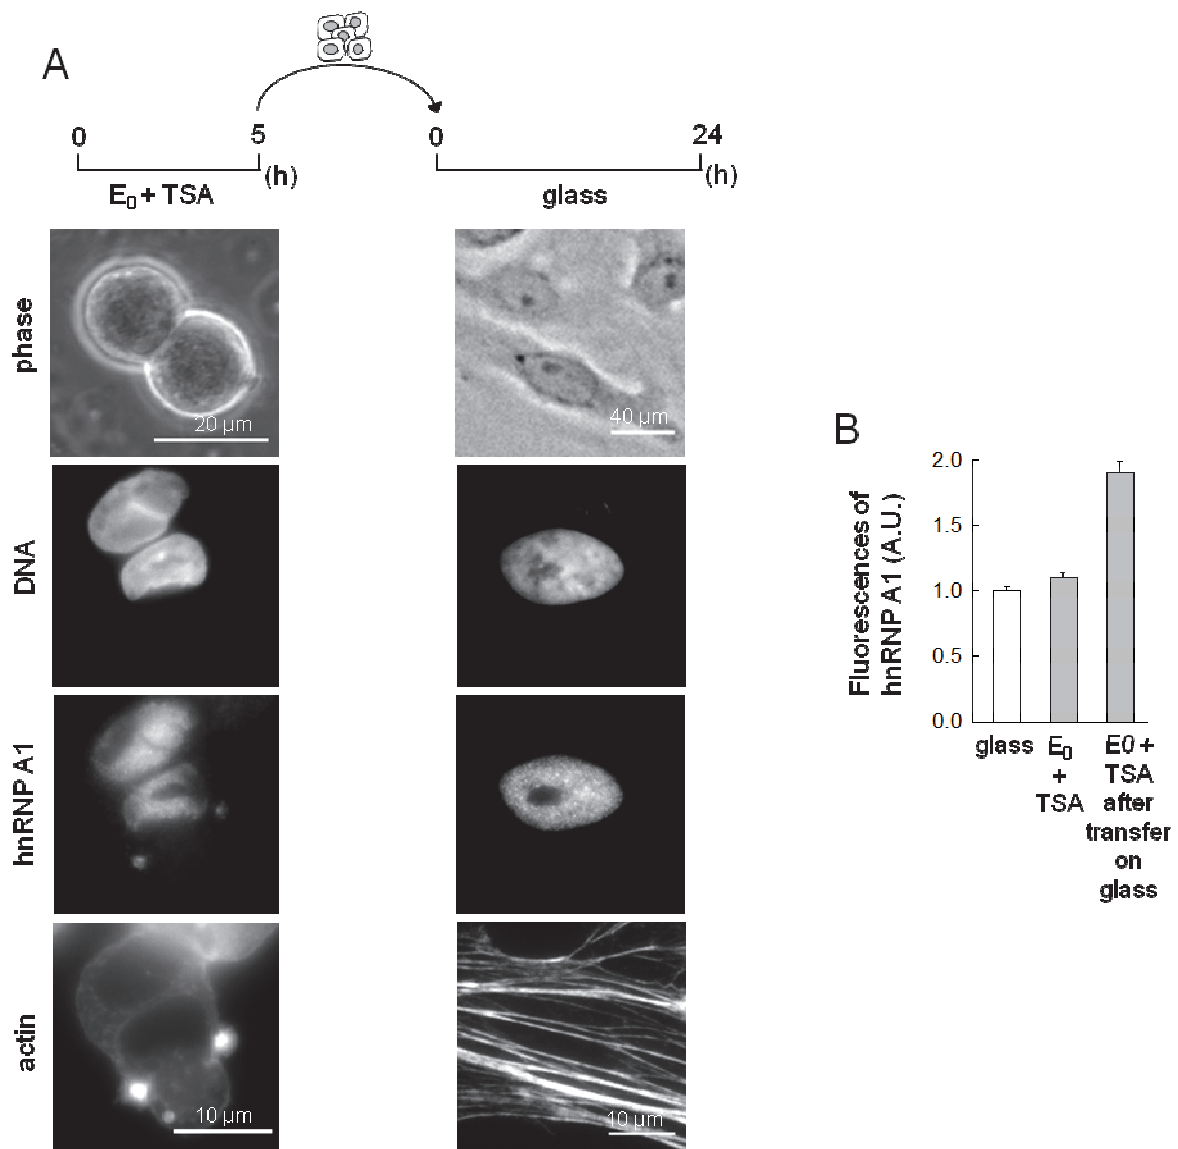 A
0
5
0
24
(h)
(h)
E0 + TSA
glass
phase
20 µm
40 µm
DNA
hnRNP A1
actin
10 µm
10 µm
B
Fluorescences of
hnRNP A1 (A.U.)
2.0
1.5
1.0
0.5
0.0
glass
E0
+
TSA
E0 +
TSA
after
transfer
on
glass